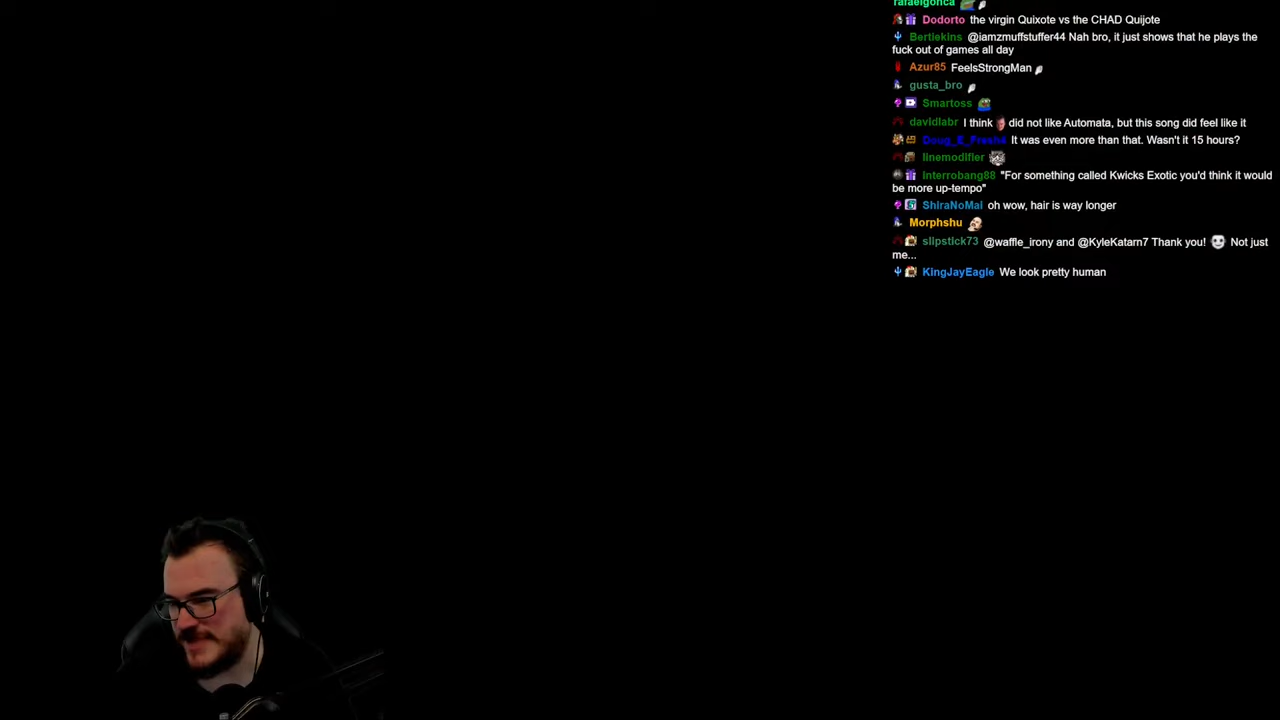 rafaelgonca
Dodorto the virgin Quixote vs the CHAD Quijote
Bertiekins @iamzmuffstuffer44 Nah bro, it just shows that he plays the
fuck out of games all day
Azur85 FeelsStrongMan
gusta_bro
Smartoss
davidlabr I think did not like Automata, but this song did feel like it
Doug_E_Fresh4 It was even more than that. Wasn't it 15 hours?
linemodifier
Interrobang88 "For something called Kwicks Exotic you'd think it would
be more up-tempo"
ShiraNoMai oh wow, hair is way longer
Morphshu
slipstick73 @waffle_irony and @KyleKatarn7 Thank you! Not just
me...
KingJayEagle We look pretty human